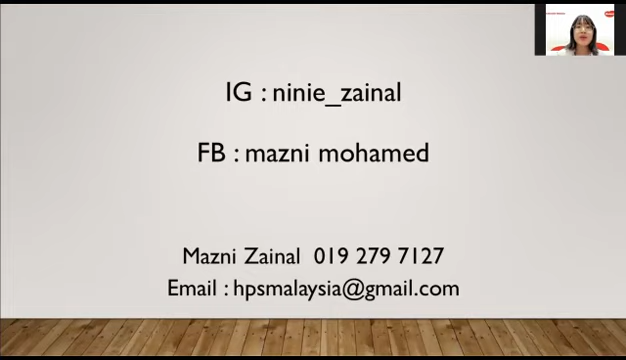 IG : ninie_zainal
FB : mazni mohamed
Mazni Zainal 019 279 7127
Email : hpsmalaysia@gmail.com